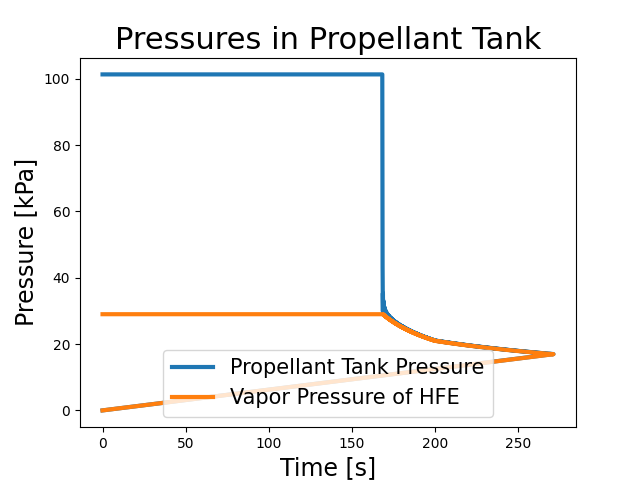 Pressures in Propellant Tank
Pressure [kPa]
100
80
60
40
20
0
Propellant Tank Pressure
Vapor Pressure of HFE
0 50 100 150 200 250
Time [s]